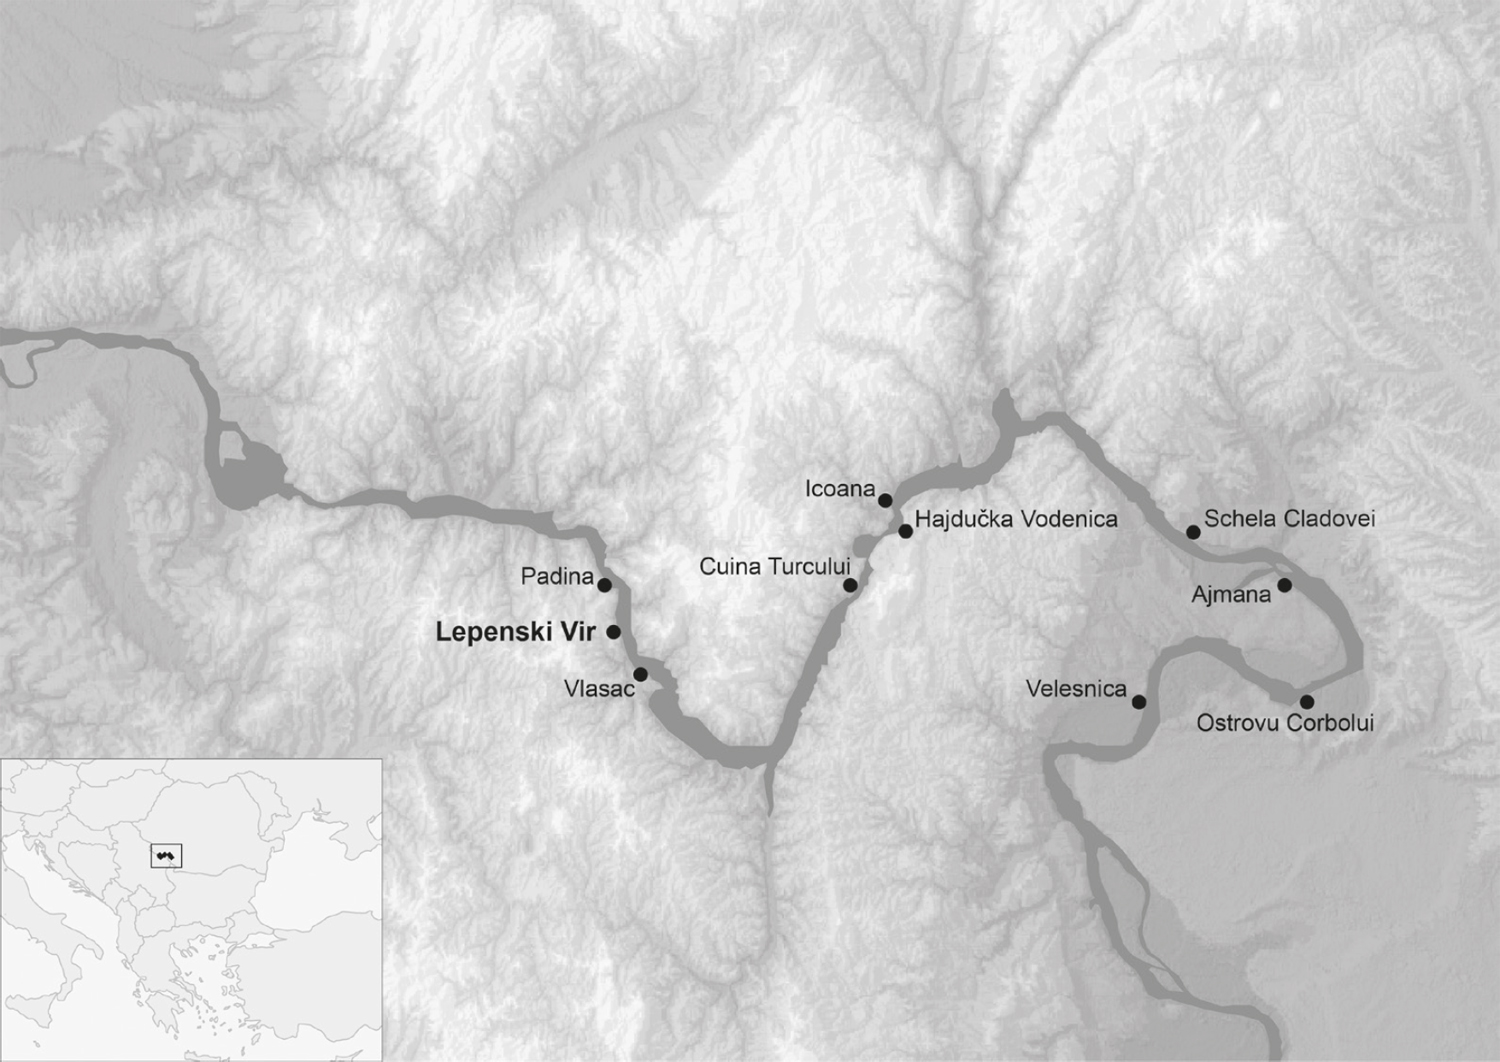 Icoana
Hajdučka Vodenica
Schela Cladovei
Cuina Turcului
Padina
Ajmana
Lepenski Vir
Vlasac
Velesnica
Ostrovu Corbolui